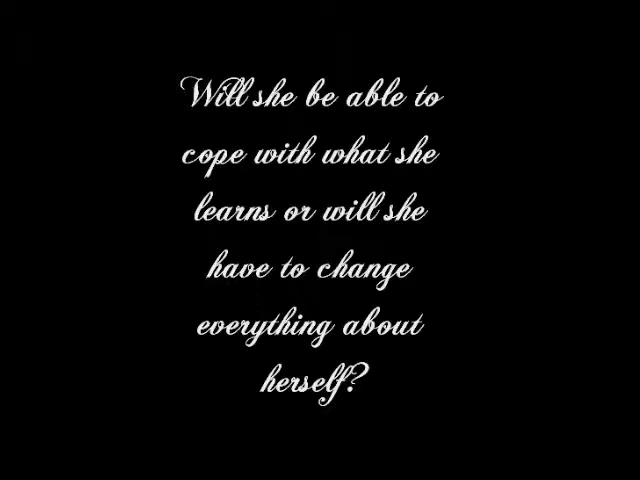 Will she be able to
cope with what she
learns or will she
have to change
everything about
herself?